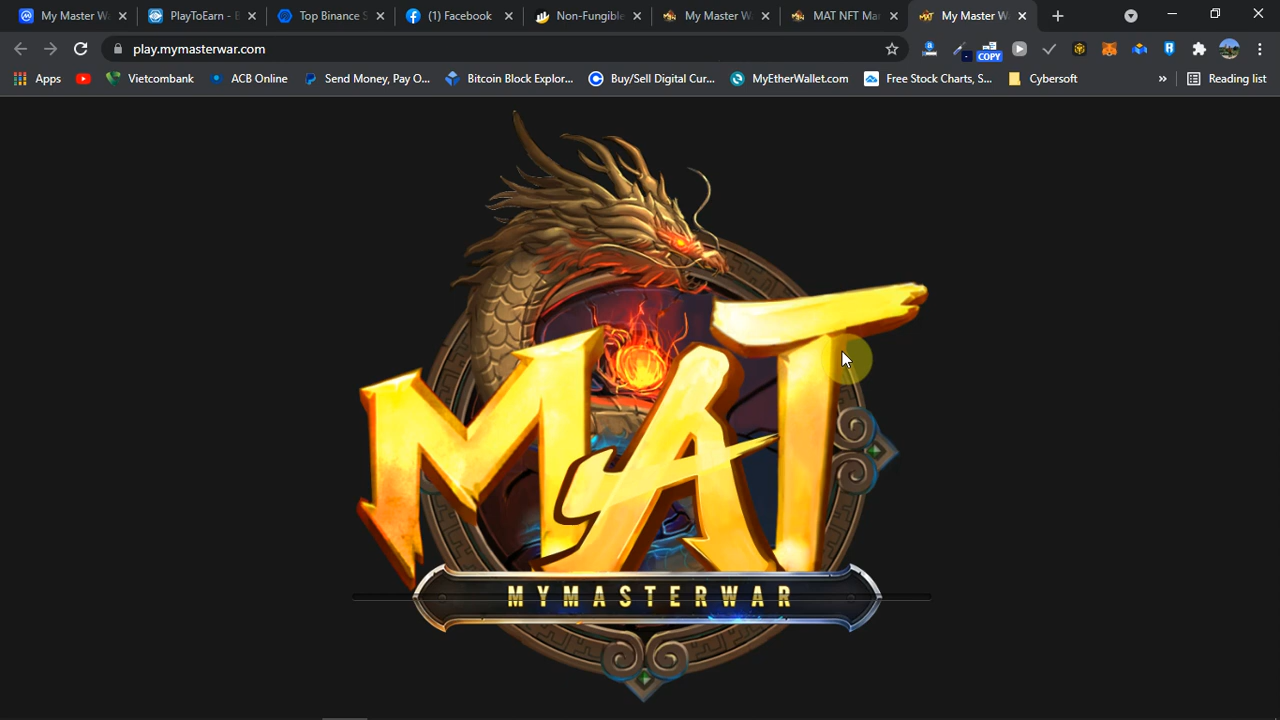 My Master W
PlayToEarn - B
Top Binance S
(1) Facebook
Non-Fungible
My Master W
MAT NFT Mar
My Master W
play.mymasterwar.com
COPY
Apps
Vietcombank
ACB Online
Send Money, Pay O...
Bitcoin Block Explor...
Buy/Sell Digital Cur...
MyEtherWallet.com
Free Stock Charts, S...
Cybersoft
»
Reading list
MAT
MYMASTERWAR